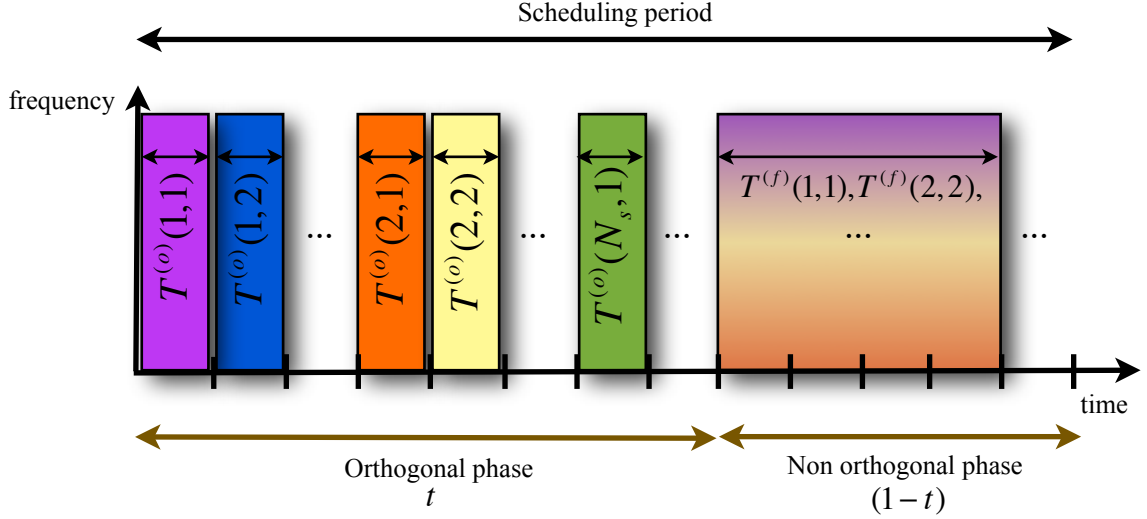 Scheduling period
frequency
T^(o)(1,1)
T^(o)(1,2)
...
T^(o)(2,1)
T^(o)(2,2)
...
T^(o)(N_s,1)
...
T^(f)(1,1),T^(f)(2,2),
...
...
time
Orthogonal phase
t
Non orthogonal phase
(1−t)